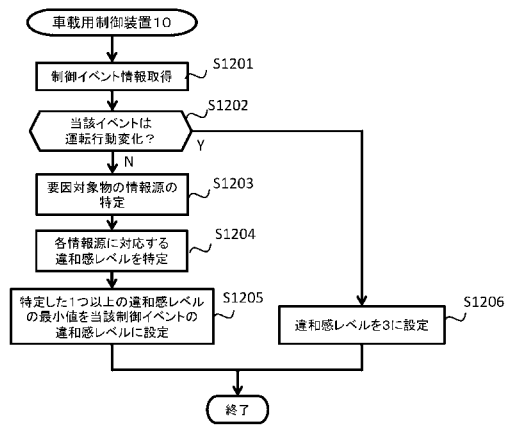 車載用制御装置10
制御イベント情報取得
S1201
当該イベントは
運転行動変化？
S1202
Y
N
要因対象物の情報源の
特定
S1203
各情報源に対応する
違和感レベルを特定
S1204
特定した1つ以上の違和感レベル
の最小値を当該制御イベントの
違和感レベルに設定
S1205
違和感レベルを3に設定
S1206
終了